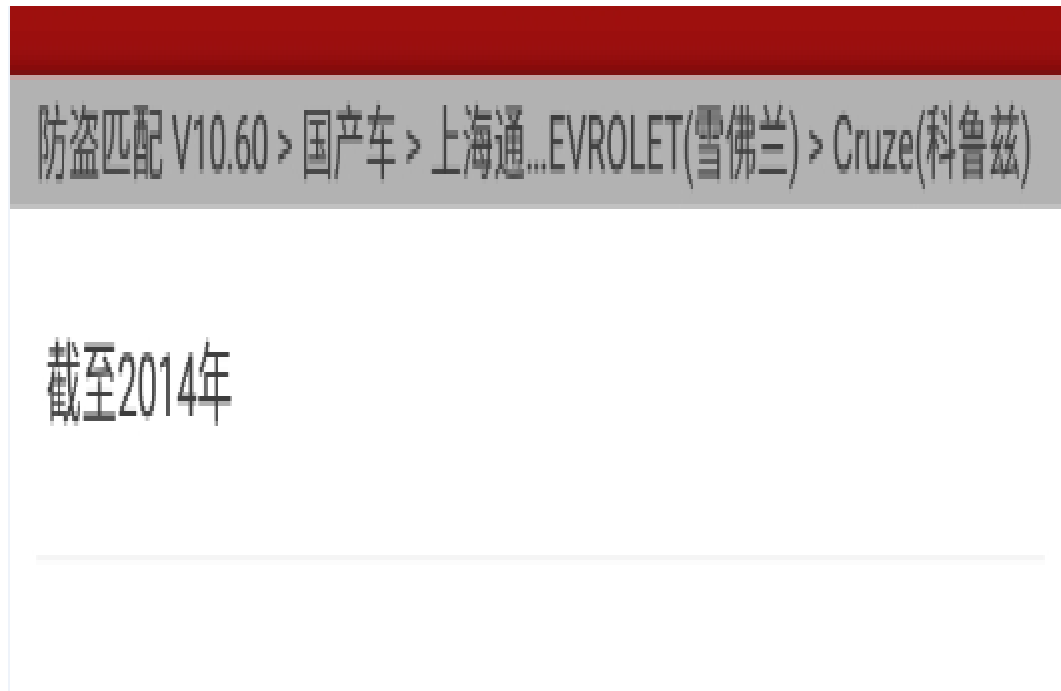 防盗匹配 V10.60 > 国产车 > 上海通...EVROLET(雪佛兰) > Cruze(科鲁兹)
截至2014年